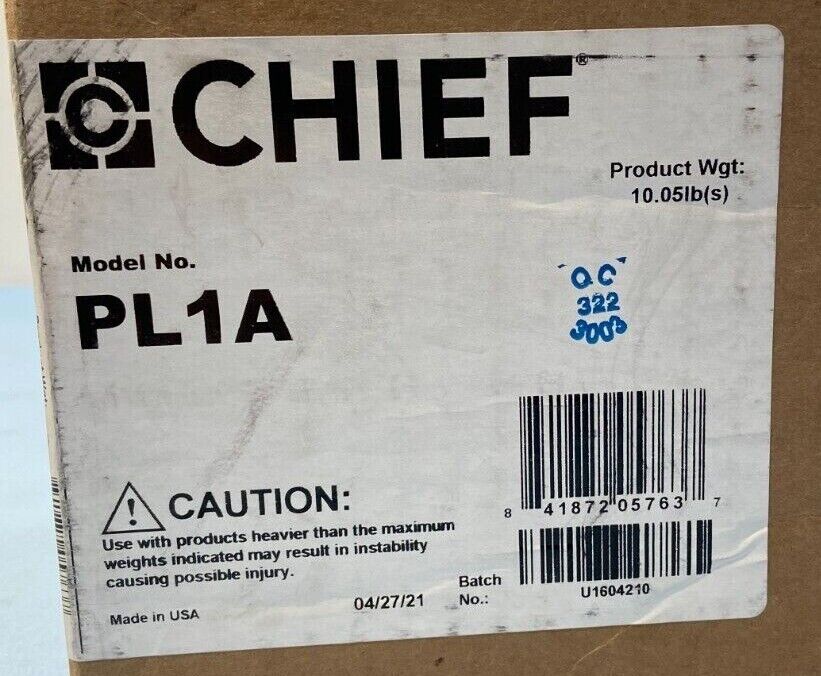 CHIEF®
Product Wgt:
10.05lb(s)
Model No.
PL1A
QC
322
3003
CAUTION:
Use with products heavier than the maximum
weights indicated may result in instability
causing possible injury.
8 41872 05763 7
Made in USA
04/27/21
Batch
No.:
U1604210